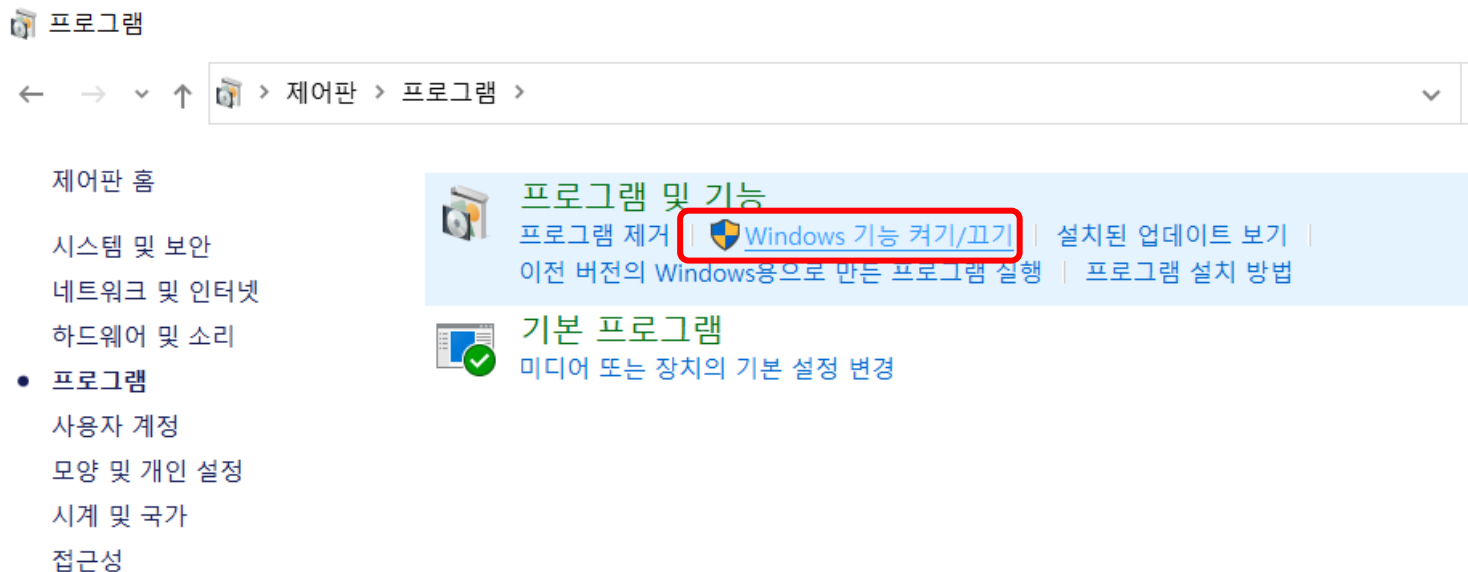 프로그램
제어판 > 프로그램 >
제어판 홈
시스템 및 보안
네트워크 및 인터넷
하드웨어 및 소리
프로그램
사용자 계정
모양 및 개인 설정
시계 및 국가
접근성
프로그램 및 기능
프로그램 제거 | Windows 기능 켜기/끄기 | 설치된 업데이트 보기 |
이전 버전의 Windows용으로 만든 프로그램 실행 | 프로그램 설치 방법
기본 프로그램
미디어 또는 장치의 기본 설정 변경